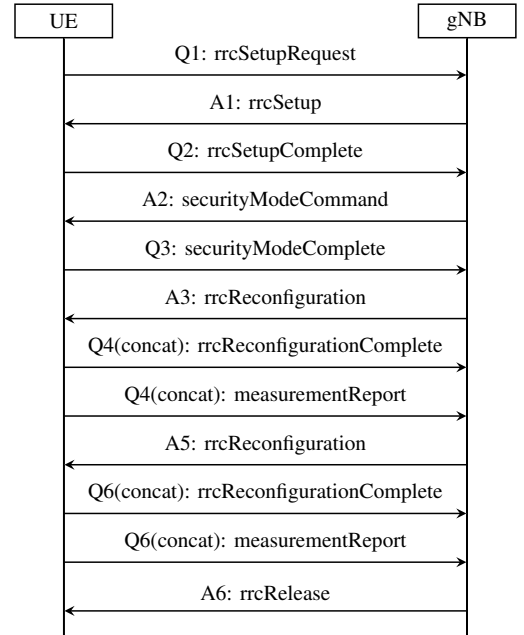 UE
gNB
Q1: rrcSetupRequest
A1: rrcSetup
Q2: rrcSetupComplete
A2: securityModeCommand
Q3: securityModeComplete
A3: rrcReconfiguration
Q4(concat): rrcReconfigurationComplete
Q4(concat): measurementReport
A5: rrcReconfiguration
Q6(concat): rrcReconfigurationComplete
Q6(concat): measurementReport
A6: rrcRelease